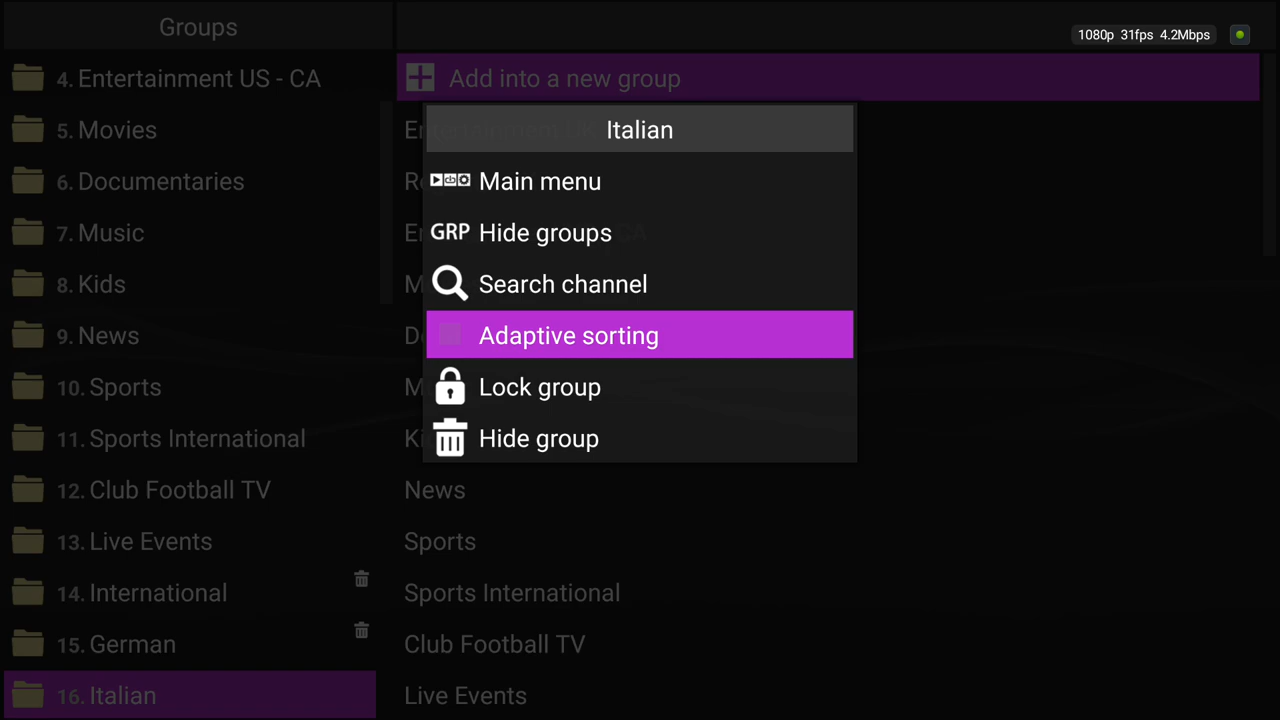 Groups
1080p 31fps 4.2Mbps
4. Entertainment US - CA
5. Movies
6. Documentaries
7. Music
8. Kids
9. News
10. Sports
11. Sports International
12. Club Football TV
13. Live Events
14. International
15. German
16. Italian
Add into a new group
Italian
Main menu
GRP Hide groups
Search channel
Adaptive sorting
Lock group
Hide group
News
Sports
Sports International
Club Football TV
Live Events